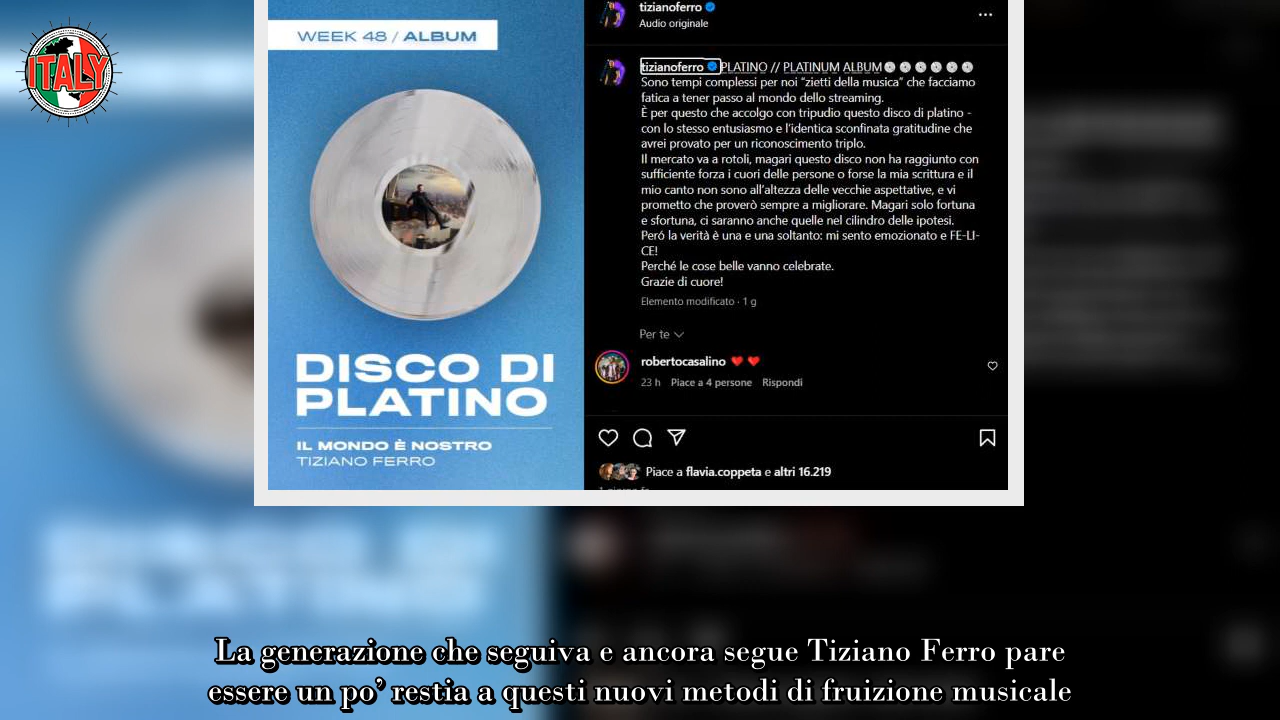 ITALY
WEEK 48 / ALBUM
DISCO DI
PLATINO
IL MONDO È NOSTRO
TIZIANO FERRO
tizianoferro
Audio originale
tizianoferro PLATINO // PLATINUM ALBUM
Sono tempi complessi per noi “zietti della musica” che facciamo
fatica a tener passo al mondo dello streaming.
È per questo che accolgo con tripudio questo disco di platino -
con lo stesso entusiasmo e l’identica sconfinata gratitudine che
avrei provato per un riconoscimento triplo.
Il mercato va a rotoli, magari questo disco non ha raggiunto con
sufficiente forza i cuori delle persone o forse la mia scrittura e il
mio canto non sono all’altezza delle vecchie aspettative, e vi
prometto che proverò sempre a migliorare. Magari solo fortuna
e sfortuna, ci saranno anche quelle nel cilindro delle ipotesi.
Peró la verità è una e una soltanto: mi sento emozionato e FE-LI-
CE!
Perché le cose belle vanno celebrate.
Grazie di cuore!
Elemento modificato · 1 g
Per te
robertocasalino ❤️ ❤️
23 h Piace a 4 persone Rispondi
Piace a flavia.coppeta e altri 16.219
La generazione che seguiva e ancora segue Tiziano Ferro pare
essere un po’ restia a questi nuovi metodi di fruizione musicale